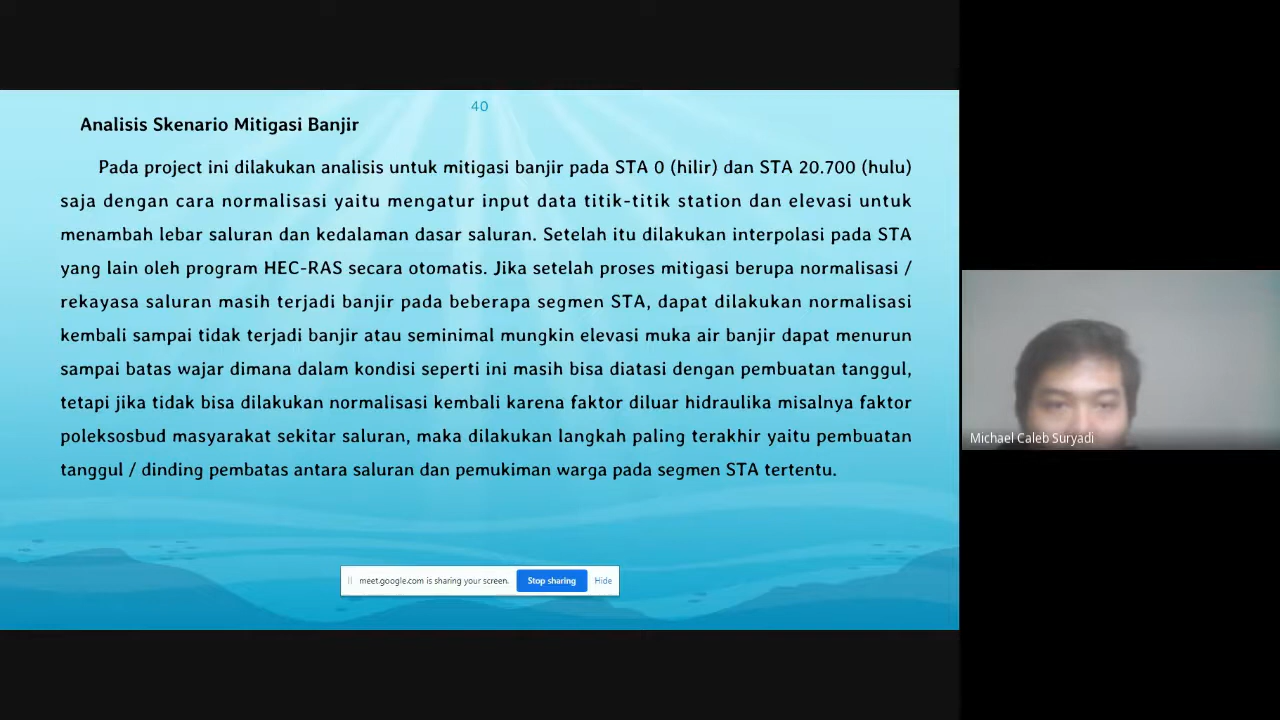 40
Analisis Skenario Mitigasi Banjir
Pada project ini dilakukan analisis untuk mitigasi banjir pada STA 0 (hilir) dan STA 20.700 (hulu)
saja dengan cara normalisasi yaitu mengatur input data titik-titik station dan elevasi untuk
menambah lebar saluran dan kedalaman dasar saluran. Setelah itu dilakukan interpolasi pada STA
yang lain oleh program HEC-RAS secara otomatis. Jika setelah proses mitigasi berupa normalisasi /
rekayasa saluran masih terjadi banjir pada beberapa segmen STA, dapat dilakukan normalisasi
kembali sampai tidak terjadi banjir atau seminimal mungkin elevasi muka air banjir dapat menurun
sampai batas wajar dimana dalam kondisi seperti ini masih bisa diatasi dengan pembuatan tanggul,
tetapi jika tidak bisa dilakukan normalisasi kembali karena faktor diluar hidraulika misalnya faktor
poleksosbud masyarakat sekitar saluran, maka dilakukan langkah paling terakhir yaitu pembuatan
tanggul / dinding pembatas antara saluran dan pemukiman warga pada segmen STA tertentu.
meet.google.com is sharing your screen. Stop sharing Hide
Michael Caleb Suryadi